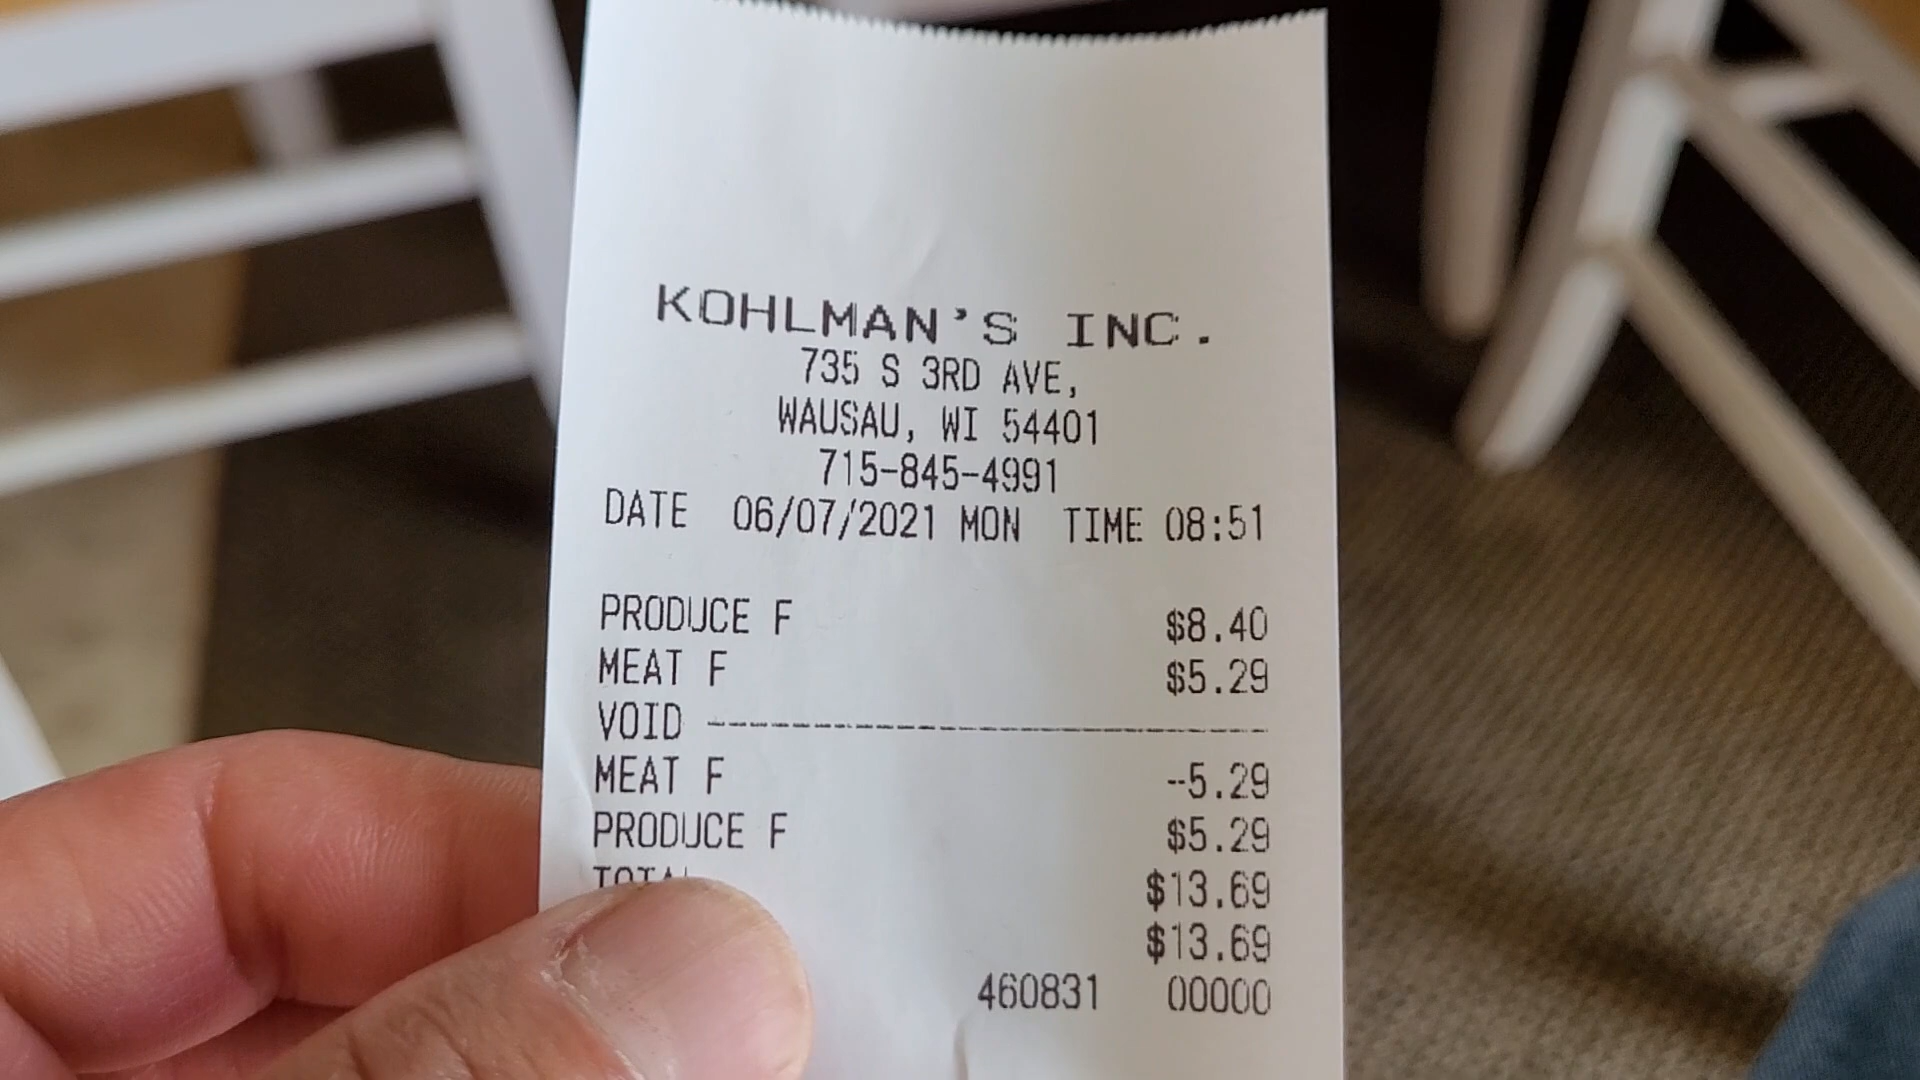 KOHLMAN'S INC.
735 S 3RD AVE,
WAUSAU, WI 54401
715-845-4991
DATE 06/07/2021 MON TIME 08:51
PRODUCE F $8.40
MEAT F $5.29
VOID --------------------------------
MEAT F --5.29
PRODUCE F $5.29
TOTAL $13.69
$13.69
460831 00000